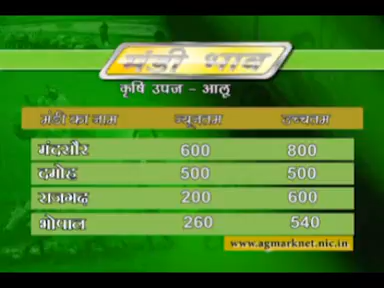 मंडी भाव
कृषि उपज - आलू
मंडी का नाम न्यूनतम उच्चतम
मंदसौर 600 800
दमोह 500 500
राजगढ 200 600
भोपाल 260 540
www.agmarknet.nic.in